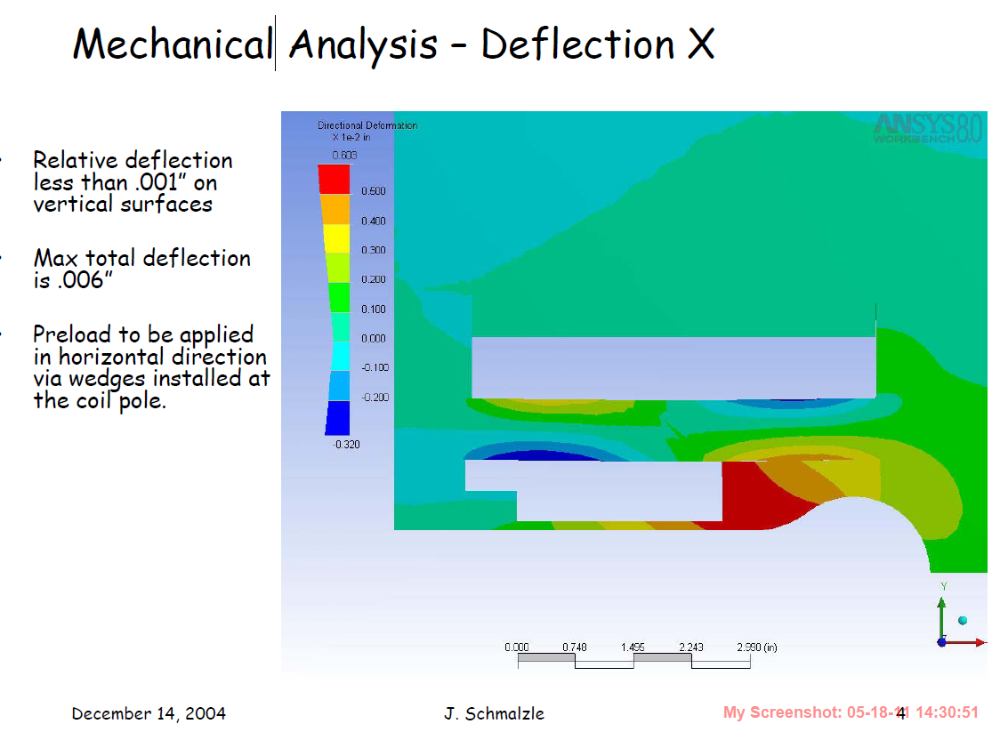 Mechanical Analysis – Deflection X
Relative deflection
less than .001” on
vertical surfaces
Max total deflection
is .006”
Preload to be applied
in horizontal direction
via wedges installed at
the coil pole.
Directional Deformation
X 1e-2 in
0.603
0.500
0.400
0.300
0.200
0.100
0.000
-0.100
-0.200
-0.320
ANSYS 8.0
WORKBENCH
Y
0.000 0.748 1.495 2.243 2.990 (in)
December 14, 2004
J. Schmalzle
4
My Screenshot: 05-18-11 14:30:51